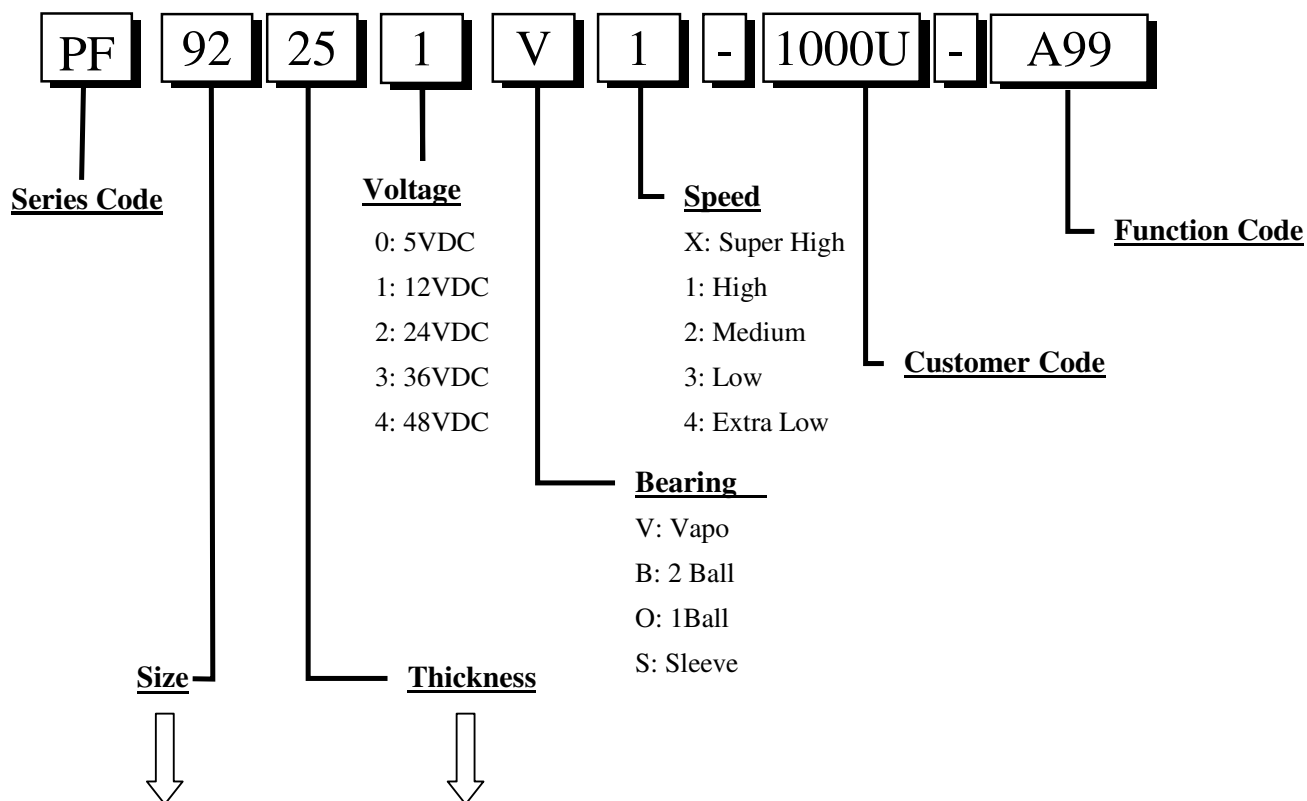 PF 92 25 1 V 1 - 1000U - A99
Series Code
Voltage
0: 5VDC
1: 12VDC
2: 24VDC
3: 36VDC
4: 48VDC
Speed
X: Super High
1: High
2: Medium
3: Low
4: Extra Low
Function Code
Customer Code
Bearing
V: Vapo
B: 2 Ball
O: 1Ball
S: Sleeve
Size
Thickness